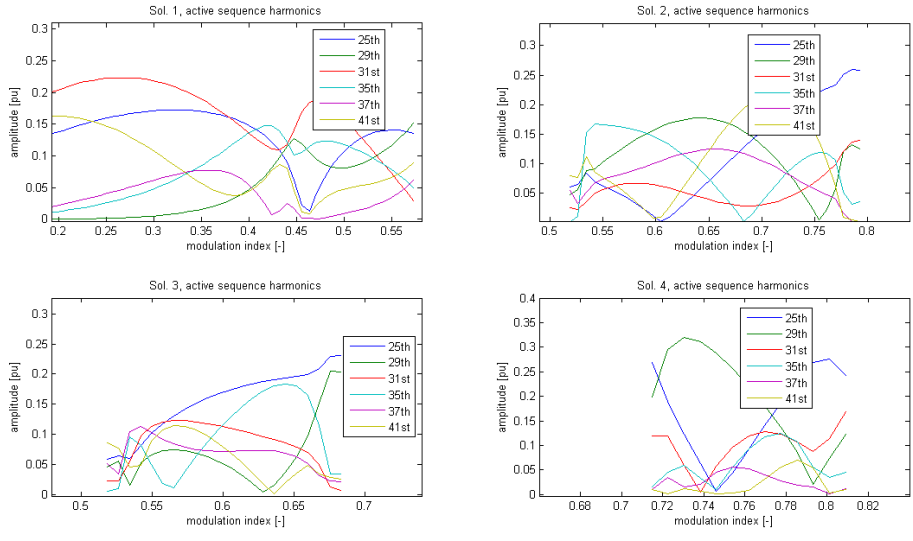 Sol. 1, active sequence harmonics
0.3
0.25
0.2
0.15
0.1
0.05
0
amplitude [pu]
0.2
0.25
0.3
0.35
0.4
0.45
0.5
0.55
modulation index [-]
25th
29th
31st
35th
37th
41st
Sol. 2, active sequence harmonics
0.3
0.25
0.2
0.15
0.1
0.05
amplitude [pu]
0.5
0.55
0.6
0.65
0.7
0.75
0.8
modulation index [-]
25th
29th
31st
35th
37th
41st
Sol. 3, active sequence harmonics
0.3
0.25
0.2
0.15
0.1
0.05
0
amplitude [pu]
0.5
0.55
0.6
0.65
0.7
modulation index [-]
25th
29th
31st
35th
37th
41st
Sol. 4, active sequence harmonics
0.4
0.35
0.3
0.25
0.2
0.15
0.1
0.05
0
amplitude [pu]
0.68
0.7
0.72
0.74
0.76
0.78
0.8
0.82
modulation index [-]
25th
29th
31st
35th
37th
41st